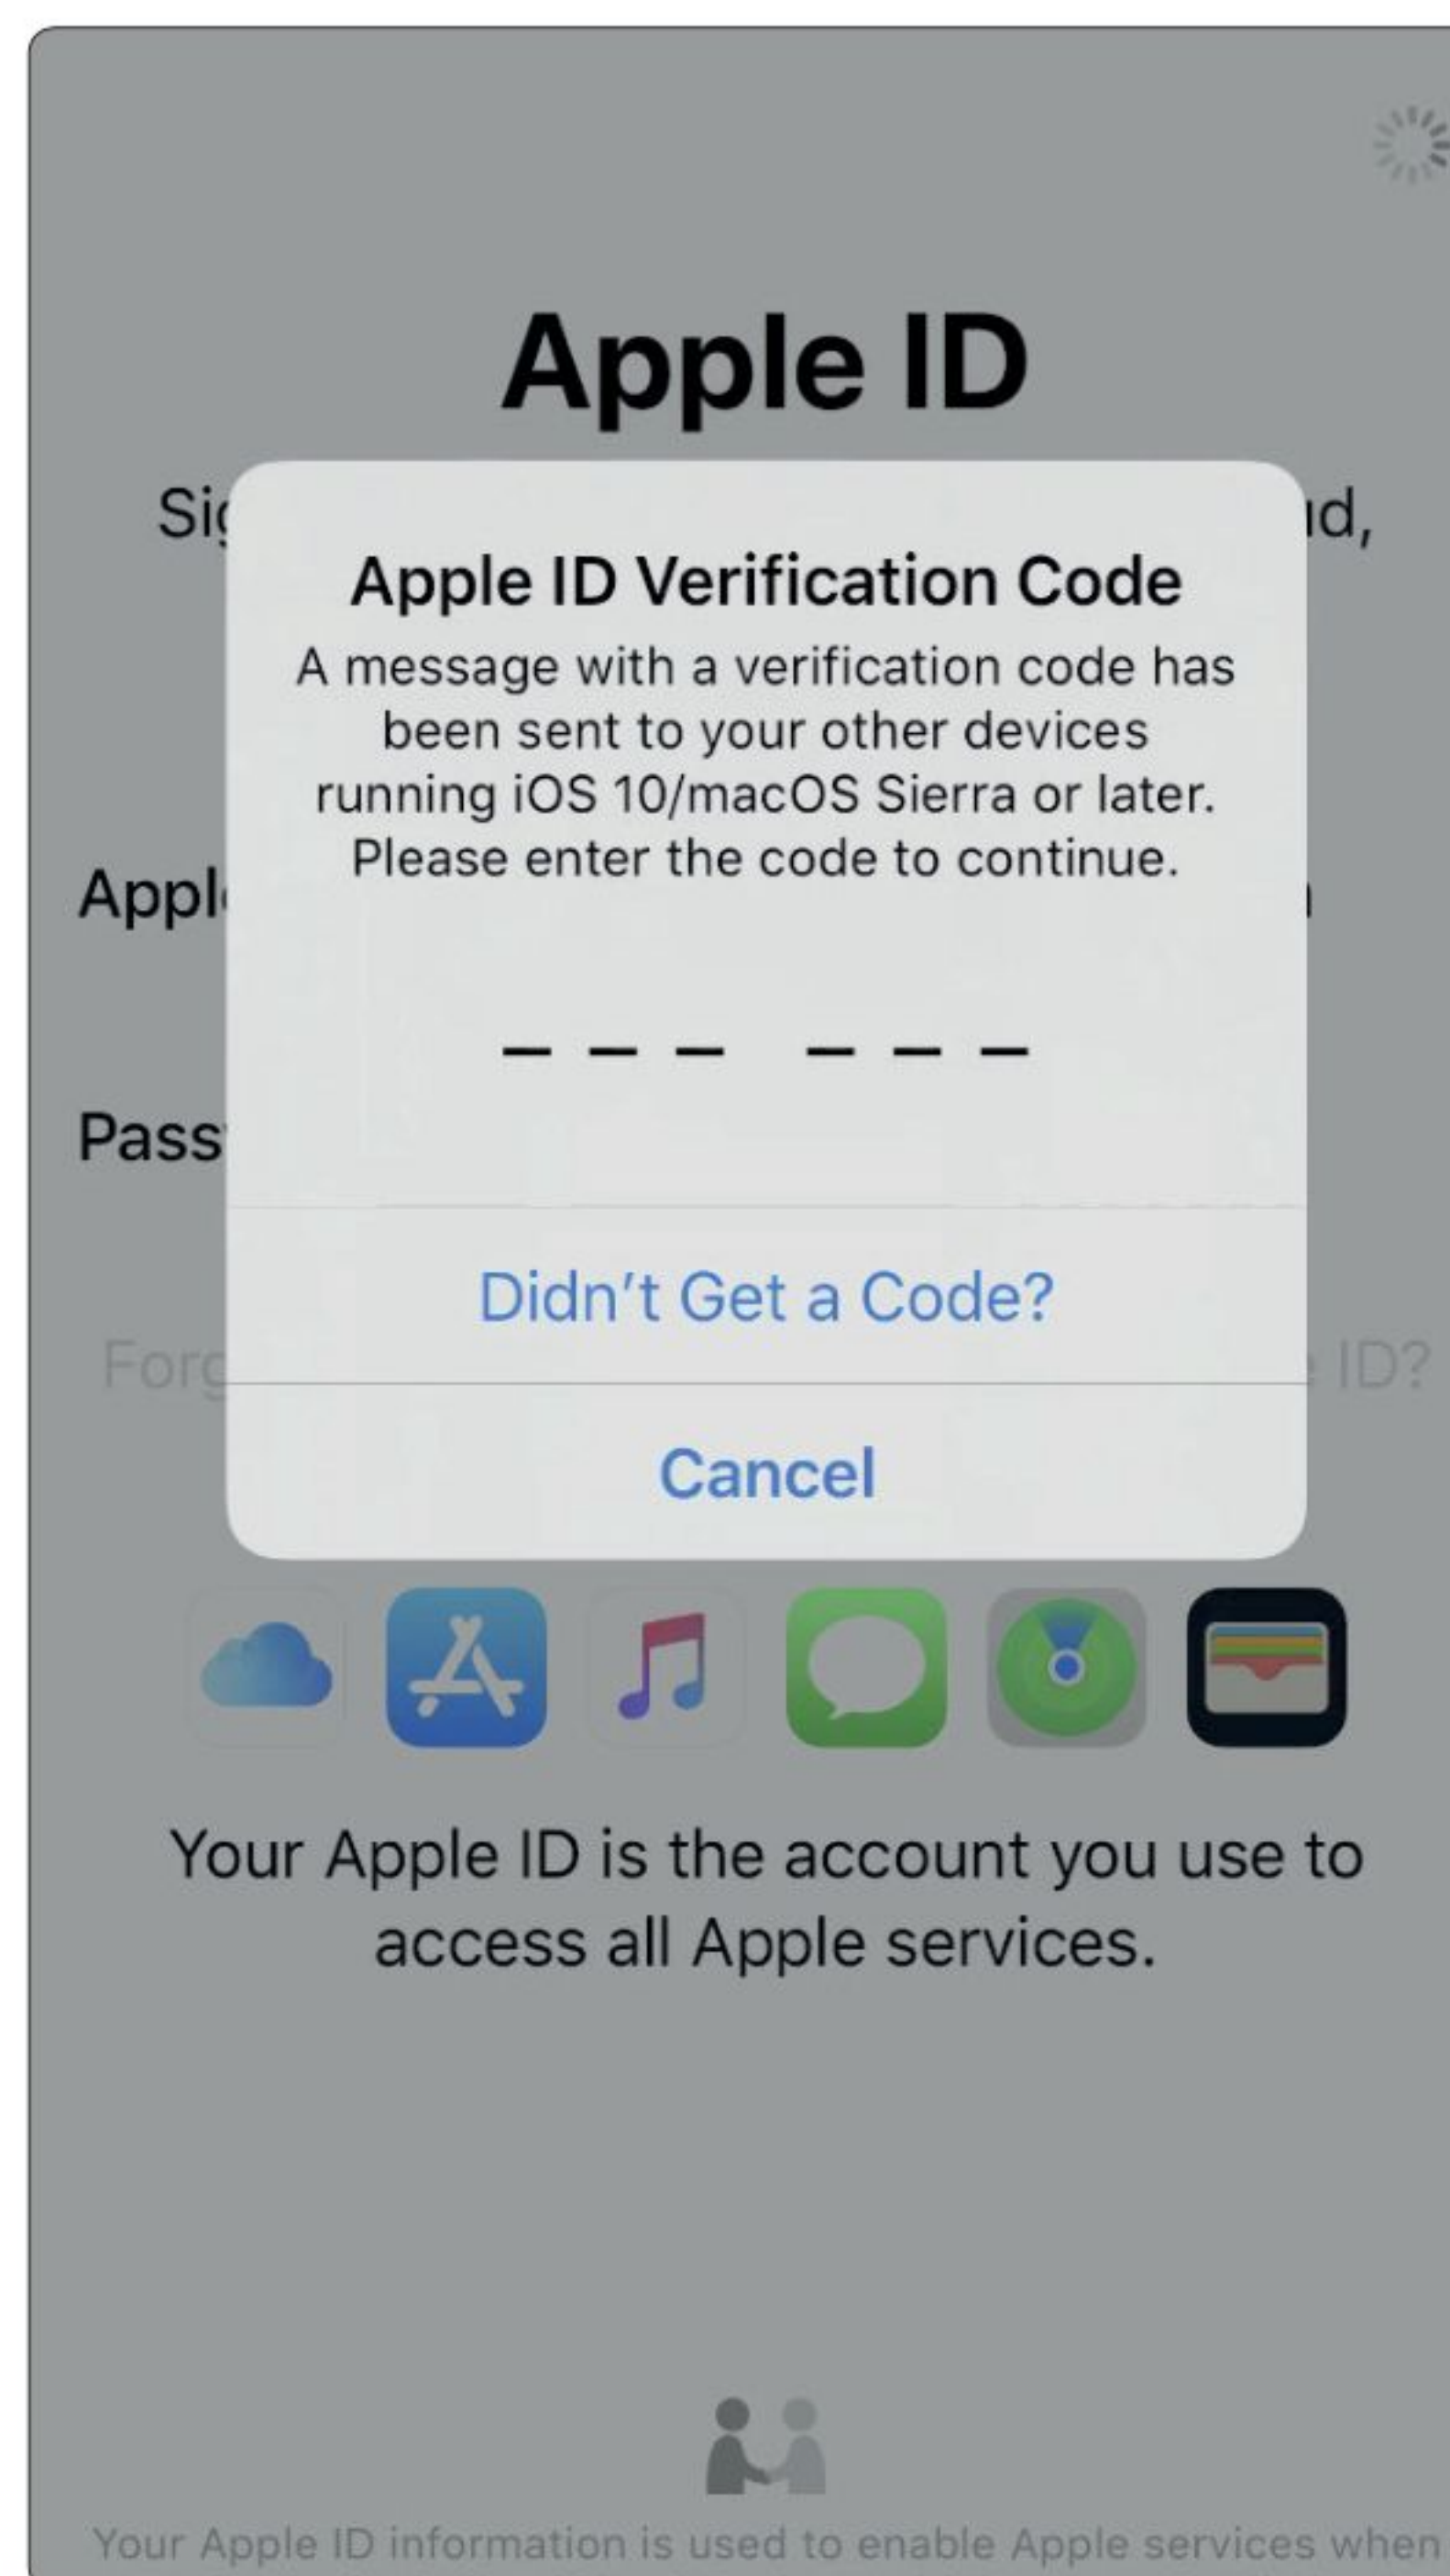 Apple ID
Apple ID Verification Code
A message with a verification code has
been sent to your other devices
running iOS 10/macOS Sierra or later.
Please enter the code to continue.
Didn't Get a Code?
Cancel
ID?
Your Apple ID is the account you use to
access all Apple services.
Your Apple ID information is used to enable Apple services when